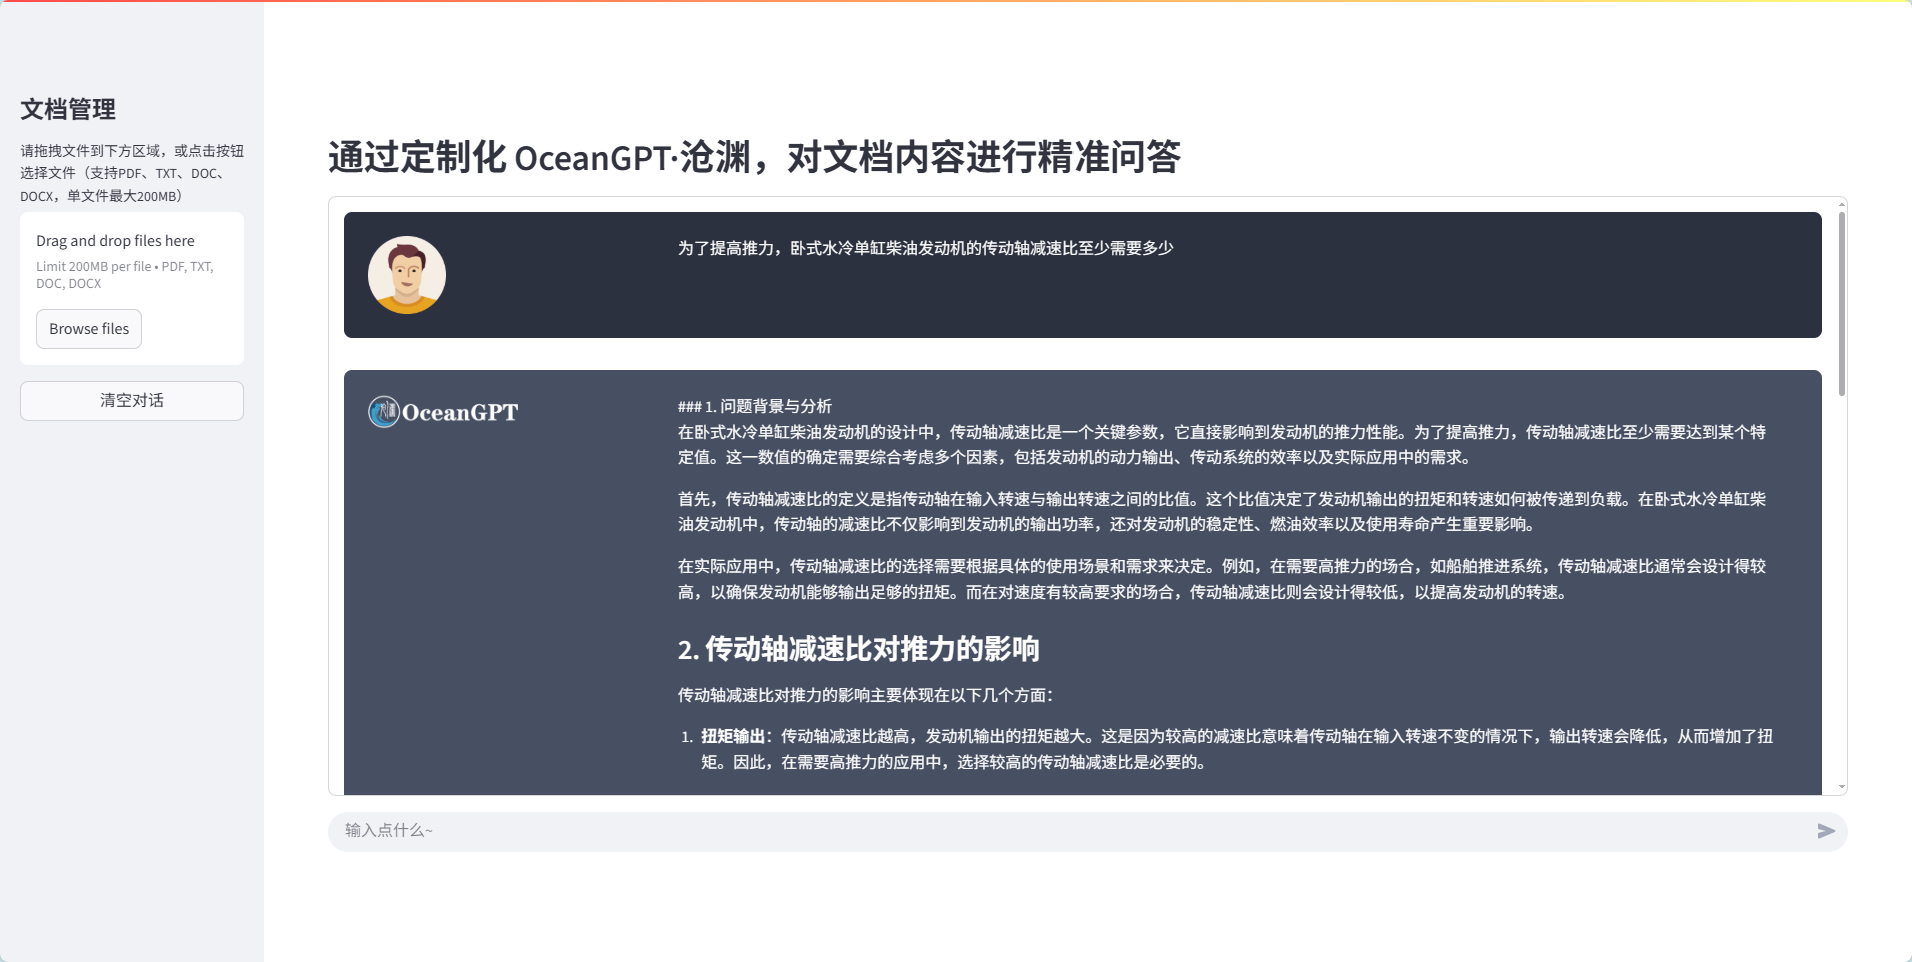 文档管理
请拖拽文件到下方区域，或点击按钮
选择文件（支持PDF、TXT、DOC、
DOCX，单文件最大200MB）
Drag and drop files here
Limit 200MB per file • PDF, TXT,
DOC, DOCX
Browse files
清空对话
通过定制化 OceanGPT·沧渊，对文档内容进行精准问答
为了提高推力，卧式水冷单缸柴油发动机的传动轴减速比至少需要多少
OceanGPT
### 1. 问题背景与分析
在卧式水冷单缸柴油发动机的设计中，传动轴减速比是一个关键参数，它直接影响到发动机的推力性能。为了提高推力，传动轴减速比至少需要达到某个特
定值。这一数值的确定需要综合考虑多个因素，包括发动机的动力输出、传动系统的效率以及实际应用中的需求。
首先，传动轴减速比的定义是指传动轴在输入转速与输出转速之间的比值。这个比值决定了发动机输出的扭矩和转速如何被传递到负载。在卧式水冷单缸柴
油发动机中，传动轴的减速比不仅影响到发动机的输出功率，还对发动机的稳定性、燃油效率以及使用寿命产生重要影响。
在实际应用中，传动轴减速比的选择需要根据具体的使用场景和需求来决定。例如，在需要高推力的场合，如船舶推进系统，传动轴减速比通常会设计得较
高，以确保发动机能够输出足够的扭矩。而在对速度有较高要求的场合，传动轴减速比则会设计得较低，以提高发动机的转速。
2. 传动轴减速比对推力的影响
传动轴减速比对推力的影响主要体现在以下几个方面：
1. 扭矩输出：传动轴减速比越高，发动机输出的扭矩越大。这是因为较高的减速比意味着传动轴在输入转速不变的情况下，输出转速会降低，从而增加了扭
矩。因此，在需要高推力的应用中，选择较高的传动轴减速比是必要的。
输入点什么~